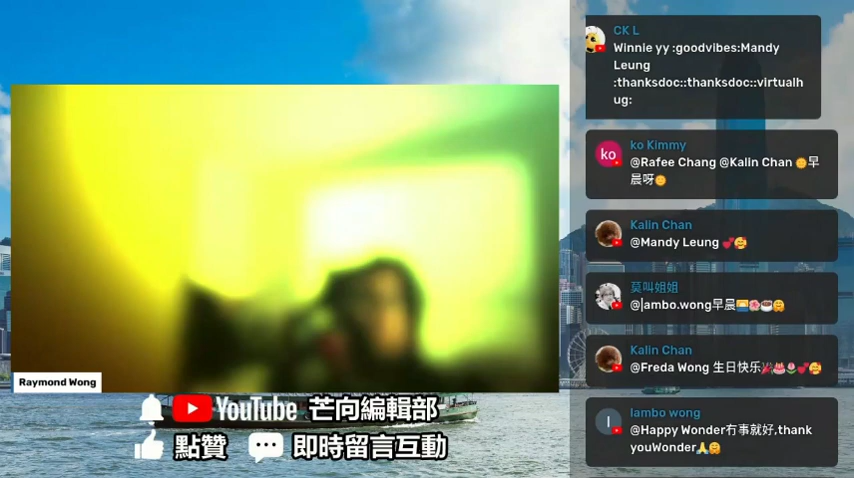 CK L
Winnie yy :goodvibes:Mandy
Leung
:thanksdoc::thanksdoc::virtualh
ug:
ko
ko Kimmy
@Rafee Chang @Kalin Chan 🌼早
晨呀🌼
Kalin Chan
@Mandy Leung 💕🥰
莫叫姐姐
@|ambo.wong早晨🌅🌺☕🤗
Kalin Chan
@Freda Wong 生日快乐🎉🎂🌷💕🥰
l
lambo wong
@Happy Wonder冇事就好,thank
youWonder🙏🤗
Raymond Wong
YouTube 芒向編輯部
點贊 即時留言互動